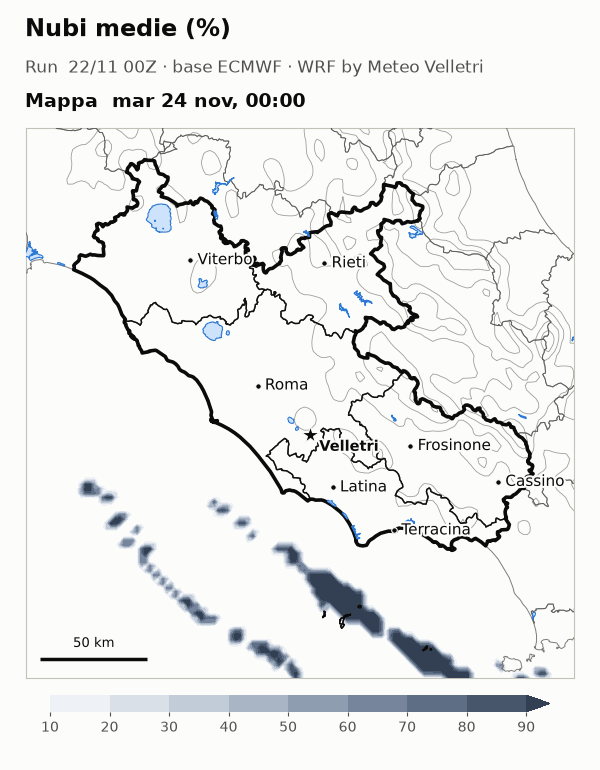 Nubi medie (%)
Run  22/11 00Z · base ECMWF · WRF by Meteo Velletri
Mappa  mar 24 nov, 00:00
Viterbo
Rieti
Roma
Velletri
Frosinone
Latina
Cassino
Terracina
50 km
10 20 30 40 50 60 70 80 90